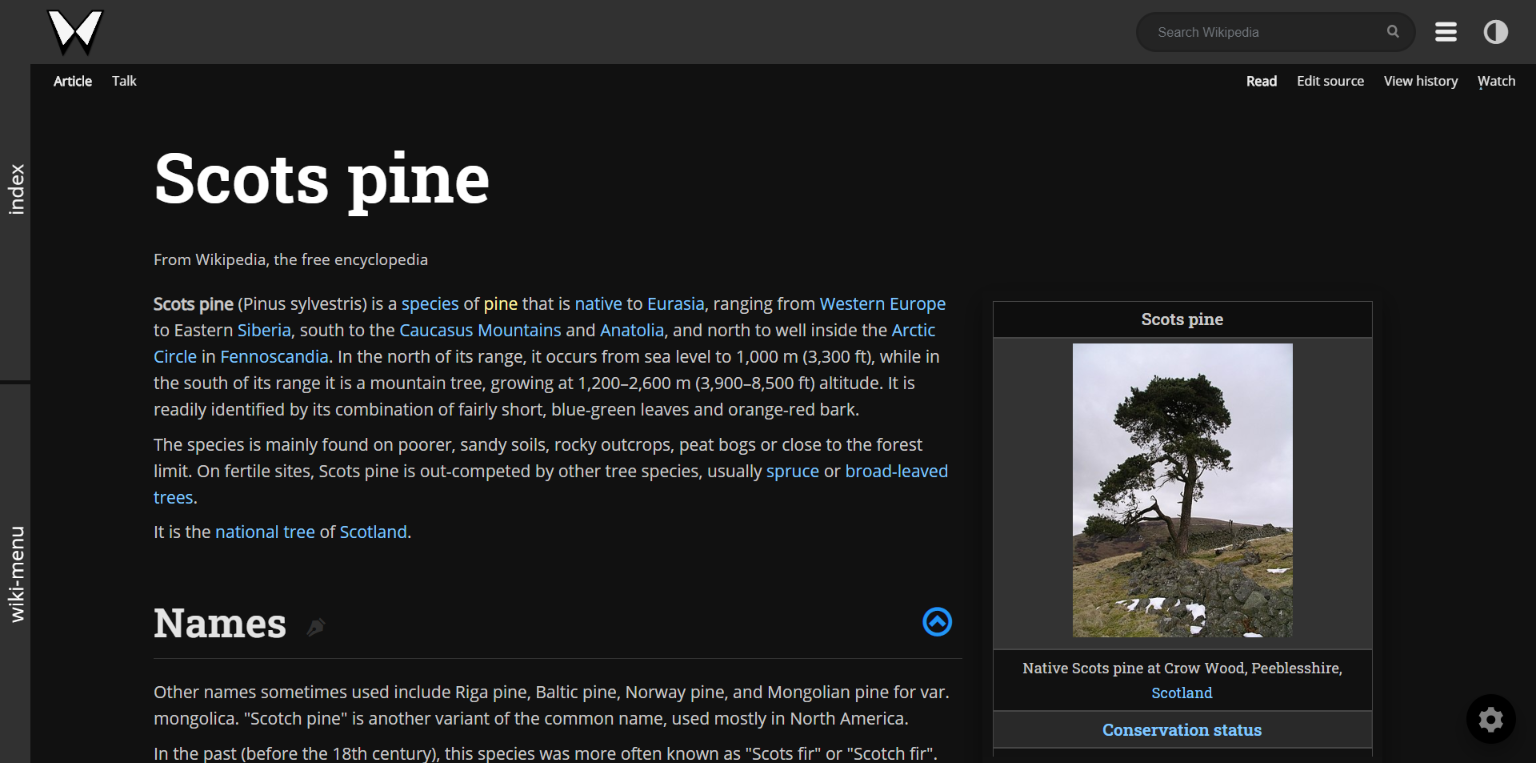 Search Wikipedia
Article Talk
Read Edit source View history Watch
index
wiki-menu
Scots pine
From Wikipedia, the free encyclopedia
Scots pine (Pinus sylvestris) is a species of pine that is native to Eurasia, ranging from Western Europe
to Eastern Siberia, south to the Caucasus Mountains and Anatolia, and north to well inside the Arctic
Circle in Fennoscandia. In the north of its range, it occurs from sea level to 1,000 m (3,300 ft), while in
the south of its range it is a mountain tree, growing at 1,200–2,600 m (3,900–8,500 ft) altitude. It is
readily identified by its combination of fairly short, blue-green leaves and orange-red bark.
The species is mainly found on poorer, sandy soils, rocky outcrops, peat bogs or close to the forest
limit. On fertile sites, Scots pine is out-competed by other tree species, usually spruce or broad-leaved
trees.
It is the national tree of Scotland.
Names
Other names sometimes used include Riga pine, Baltic pine, Norway pine, and Mongolian pine for var.
mongolica. "Scotch pine" is another variant of the common name, used mostly in North America.
In the past (before the 18th century), this species was more often known as "Scots fir" or "Scotch fir".
Scots pine
Native Scots pine at Crow Wood, Peeblesshire,
Scotland
Conservation status